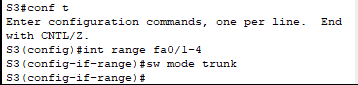 S3#conf t
Enter configuration commands, one per line.  End
with CNTL/Z.
S3(config)#int range fa0/1-4
S3(config-if-range)#sw mode trunk
S3(config-if-range)#